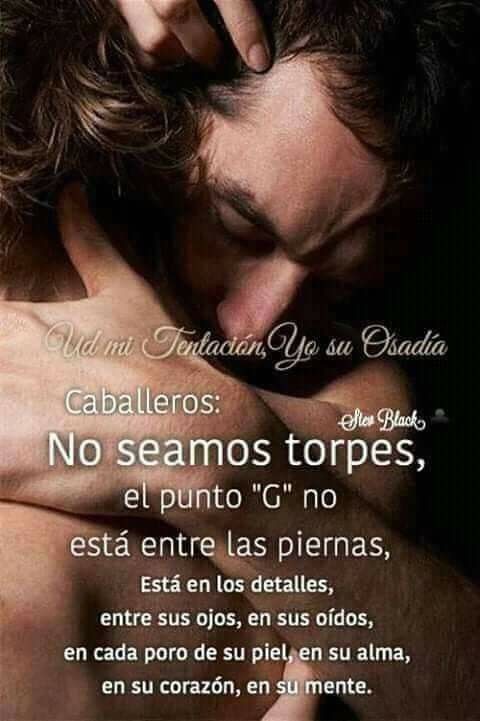 Ud mi Tentación, Yo su Osadía
Caballeros:
Stev Black
No seamos torpes,
el punto "G" no
está entre las piernas,
Está en los detalles,
entre sus ojos, en sus oídos,
en cada poro de su piel, en su alma,
en su corazón, en su mente.